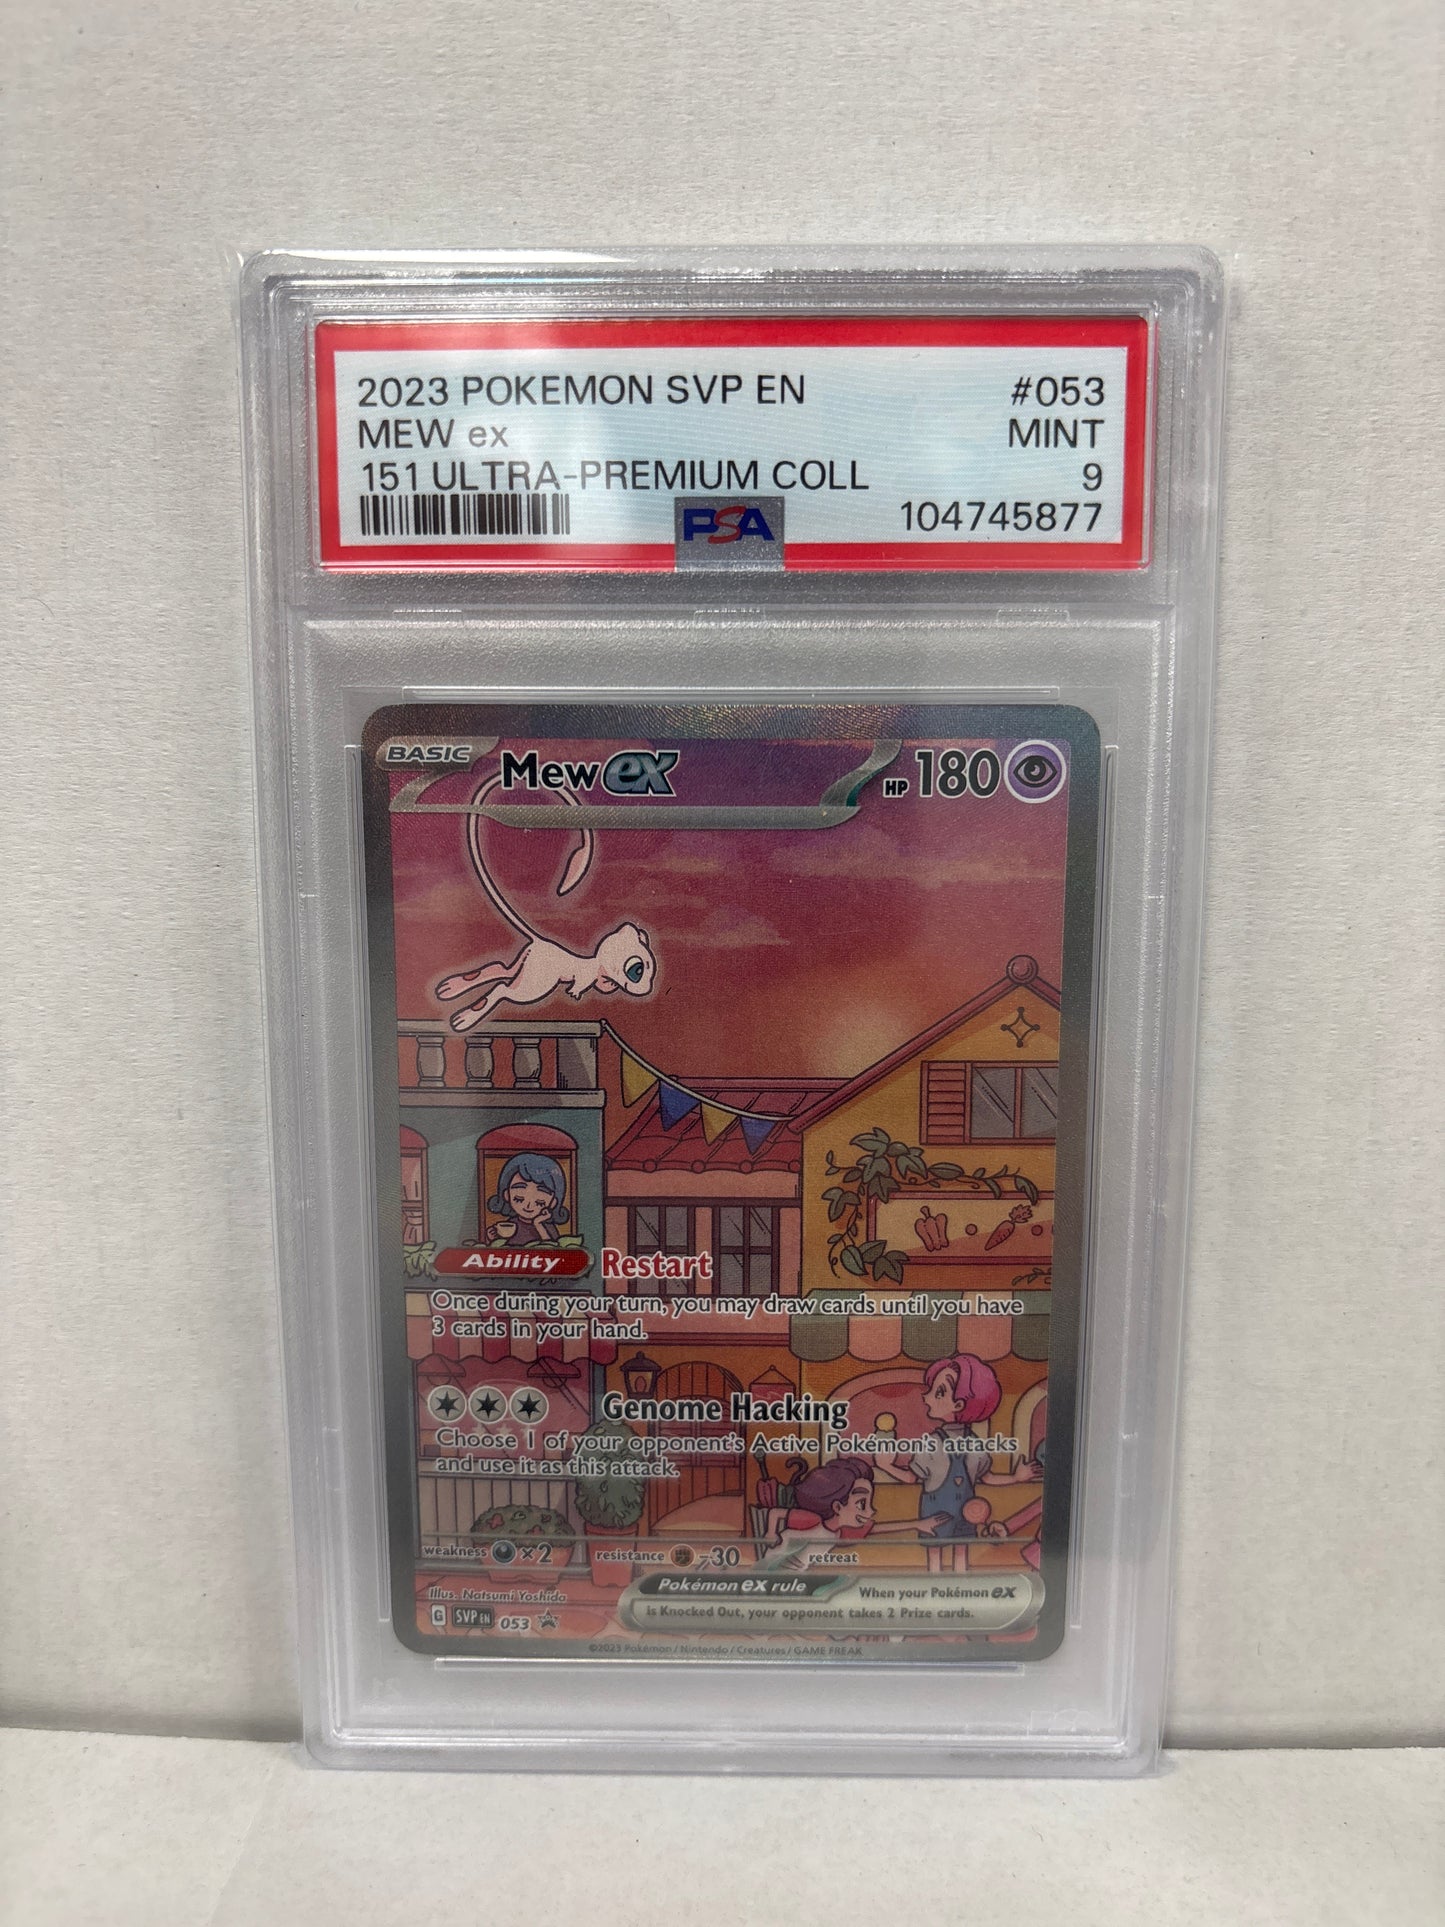 2023 POKEMON SVP EN #053
MEW ex MINT
151 ULTRA-PREMIUM COLL 9
PSA 104745877
BASIC Mew ex HP 180
Ability Restart
Once during your turn, you may draw cards until you have
3 cards in your hand.
Genome Hacking
Choose 1 of your opponent's Active Pokémon's attacks
and use it as this attack.
weakness ×2 resistance -30 retreat
Illus. Natsumi Yoshida
Pokémon ex rule When your Pokémon ex
is Knocked Out, your opponent takes 2 Prize cards.
G SVP EN 053
©2023 Pokémon / Nintendo / Creatures / GAME FREAK